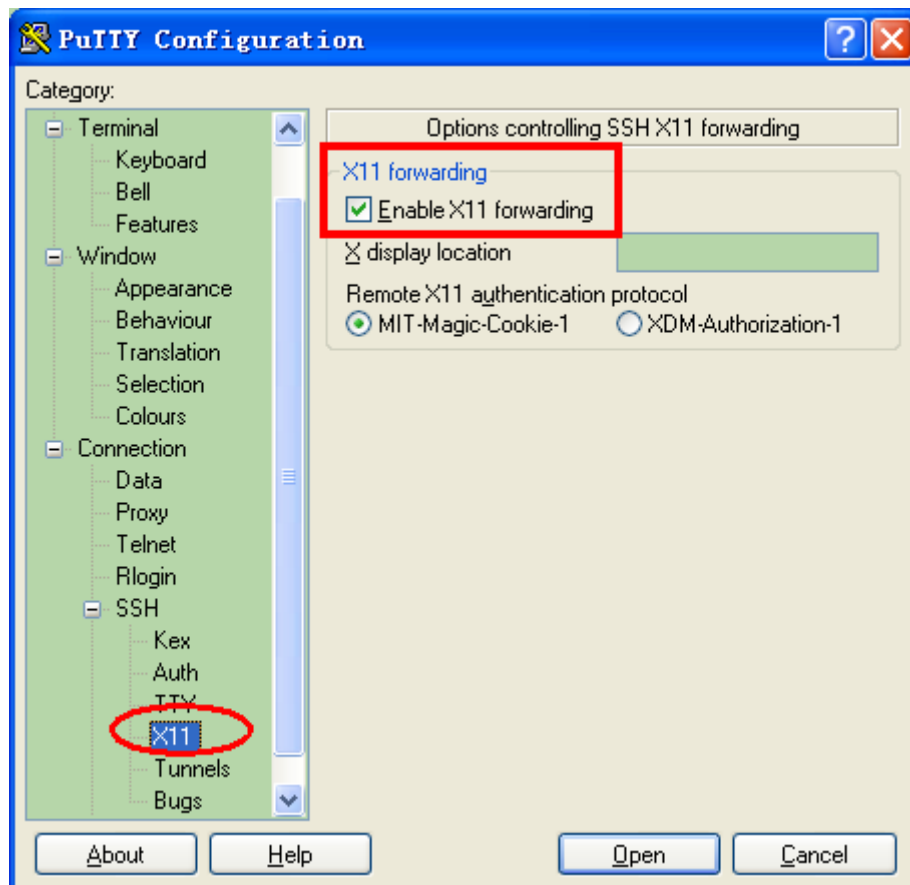 PuTTY Configuration
?
Category:
Terminal
Keyboard
Bell
Features
Window
Appearance
Behaviour
Translation
Selection
Colours
Connection
Data
Proxy
Telnet
Rlogin
SSH
Kex
Auth
TTY
X11
Tunnels
Bugs
Options controlling SSH X11 forwarding
X11 forwarding
Enable X11 forwarding
X display location
Remote X11 authentication protocol
MIT-Magic-Cookie-1 XDM-Authorization-1
About Help Open Cancel